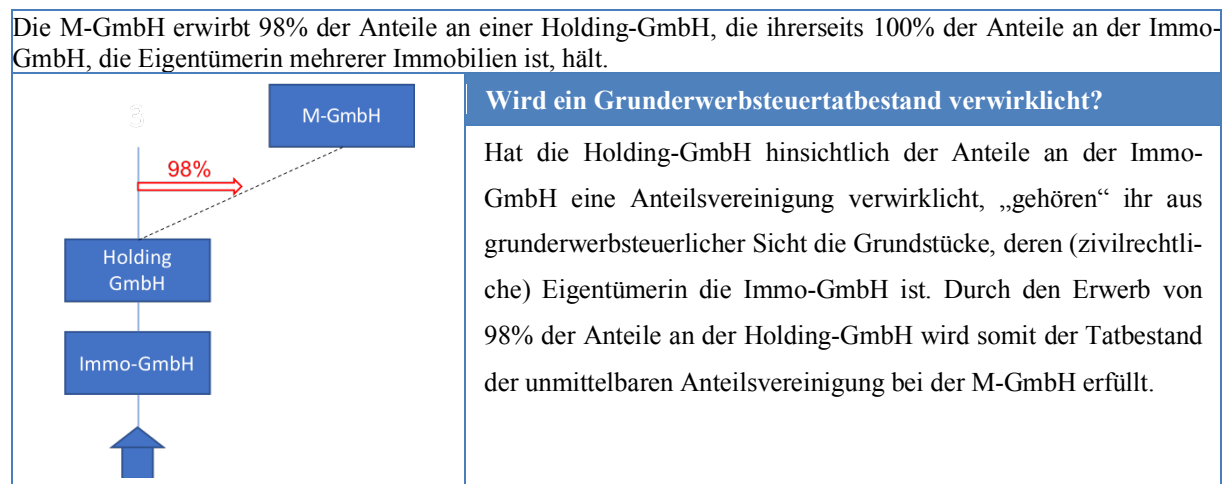 Die M-GmbH erwirbt 98% der Anteile an einer Holding-GmbH, die ihrerseits 100% der Anteile an der Immo-
GmbH, die Eigentümerin mehrerer Immobilien ist, hält.
3
M-GmbH
98%
Holding
GmbH
Immo-GmbH
Wird ein Grunderwerbsteuertatbestand verwirklicht?
Hat die Holding-GmbH hinsichtlich der Anteile an der Immo-
GmbH eine Anteilsvereinigung verwirklicht, „gehören“ ihr aus
grunderwerbsteuerlicher Sicht die Grundstücke, deren (zivilrechtli-
che) Eigentümerin die Immo-GmbH ist. Durch den Erwerb von
98% der Anteile an der Holding-GmbH wird somit der Tatbestand
der unmittelbaren Anteilsvereinigung bei der M-GmbH erfüllt.